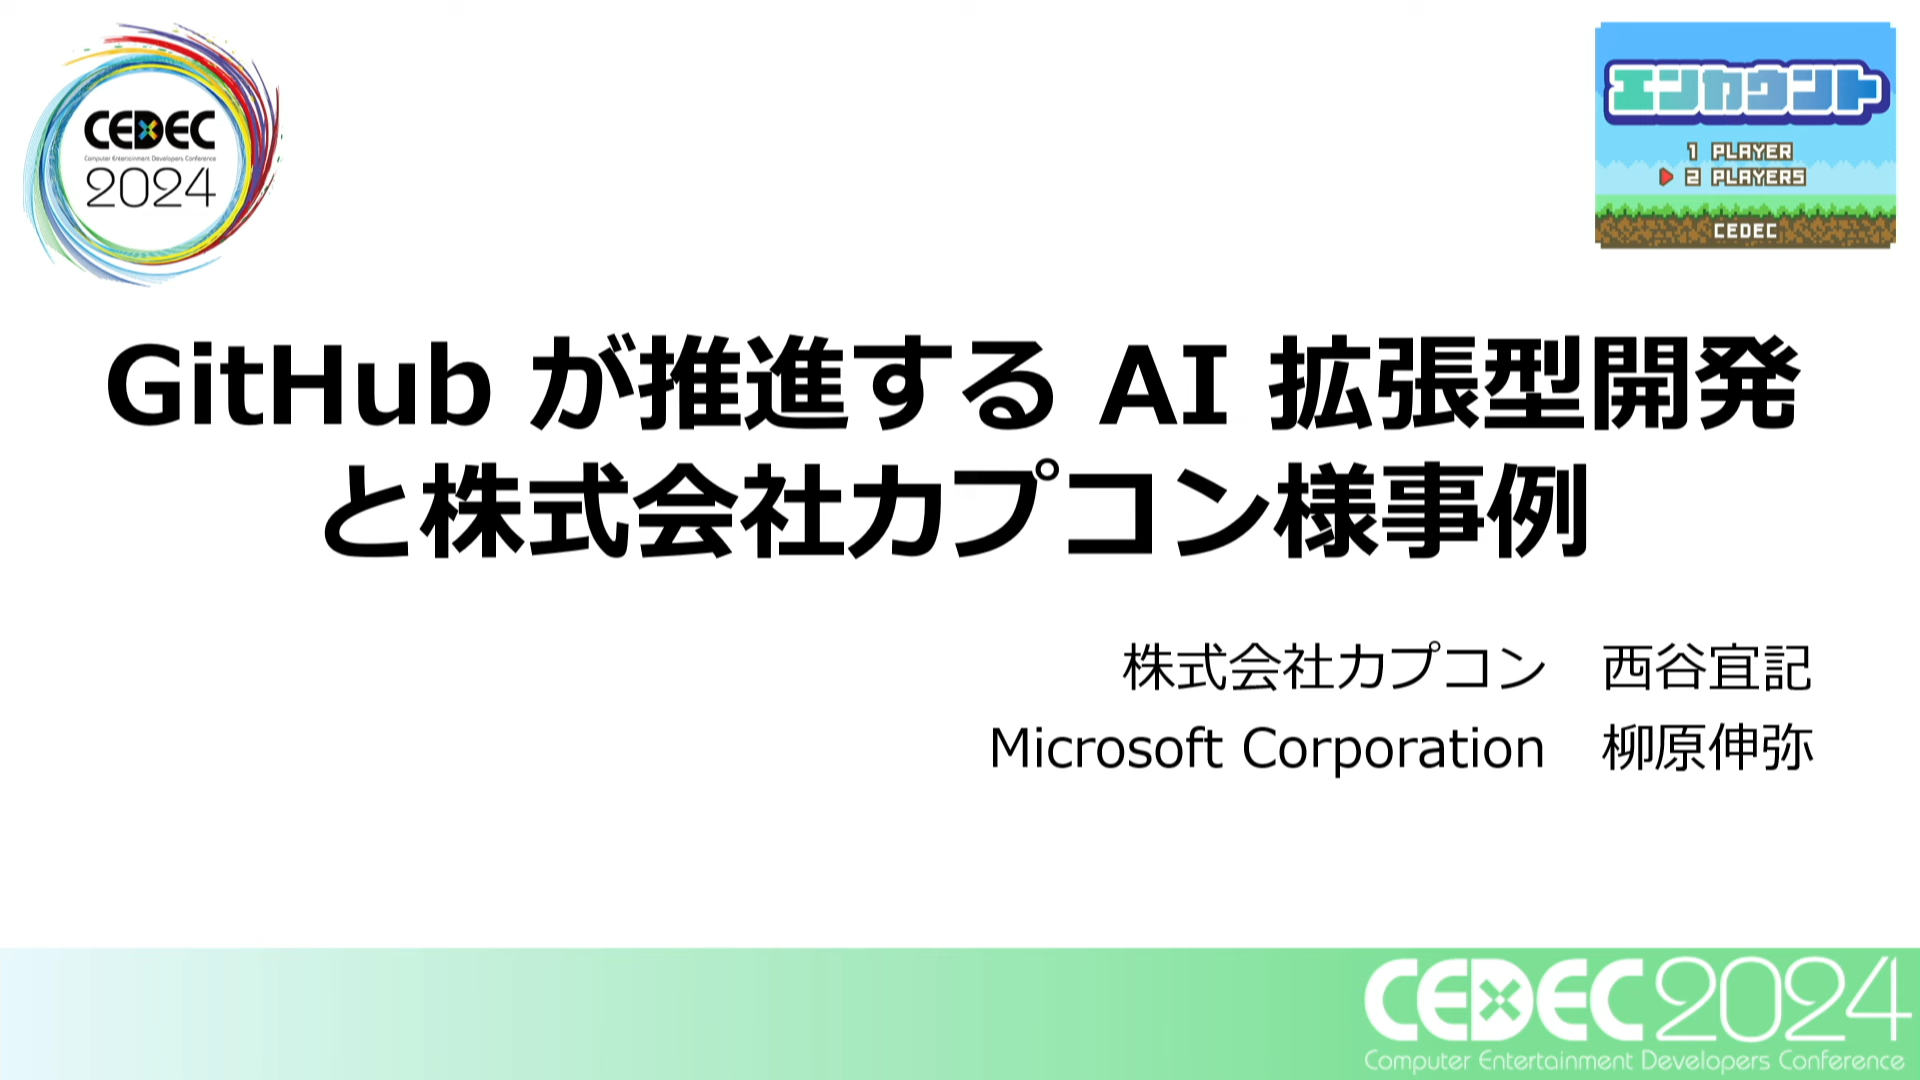 CEDEC
Computer Entertainment Developers Conference
2024
エンカウント
1 PLAYER
2 PLAYERS
CEDEC
GitHub が推進する AI 拡張型開発
と株式会社カプコン様事例
株式会社カプコン　西谷宜記
Microsoft Corporation　柳原伸弥
CEDEC2024
Computer Entertainment Developers Conference